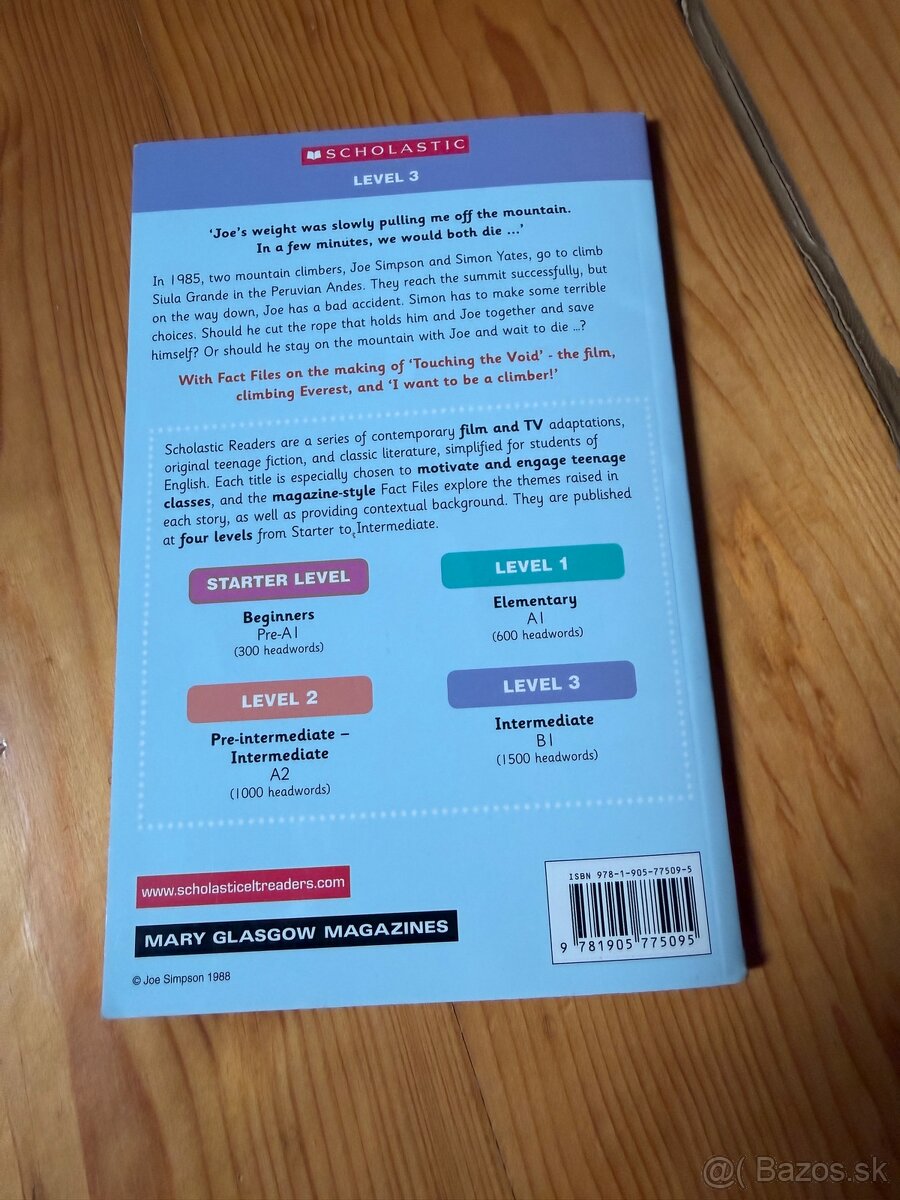 SCHOLASTIC
LEVEL 3
'Joe's weight was slowly pulling me off the mountain.
In a few minutes, we would both die ...'
In 1985, two mountain climbers, Joe Simpson and Simon Yates, go to climb
Siula Grande in the Peruvian Andes. They reach the summit successfully, but
on the way down, Joe has a bad accident. Simon has to make some terrible
choices. Should he cut the rope that holds him and Joe together and save
himself? Or should he stay on the mountain with Joe and wait to die ...?
With Fact Files on the making of 'Touching the Void' - the film,
climbing Everest, and 'I want to be a climber!'
Scholastic Readers are a series of contemporary film and TV adaptations,
original teenage fiction, and classic literature, simplified for students of
English. Each title is especially chosen to motivate and engage teenage
classes, and the magazine-style Fact Files explore the themes raised in
each story, as well as providing contextual background. They are published
at four levels from Starter to Intermediate.
STARTER LEVEL
Beginners
Pre-A1
(300 headwords)
LEVEL 1
Elementary
A1
(600 headwords)
LEVEL 2
Pre-intermediate –
Intermediate
A2
(1000 headwords)
LEVEL 3
Intermediate
B1
(1500 headwords)
www.scholasticeltreaders.com
MARY GLASGOW MAGAZINES
© Joe Simpson 1988
ISBN 978-1-905-77509-5
9 781905 775095
@( Bazos.sk